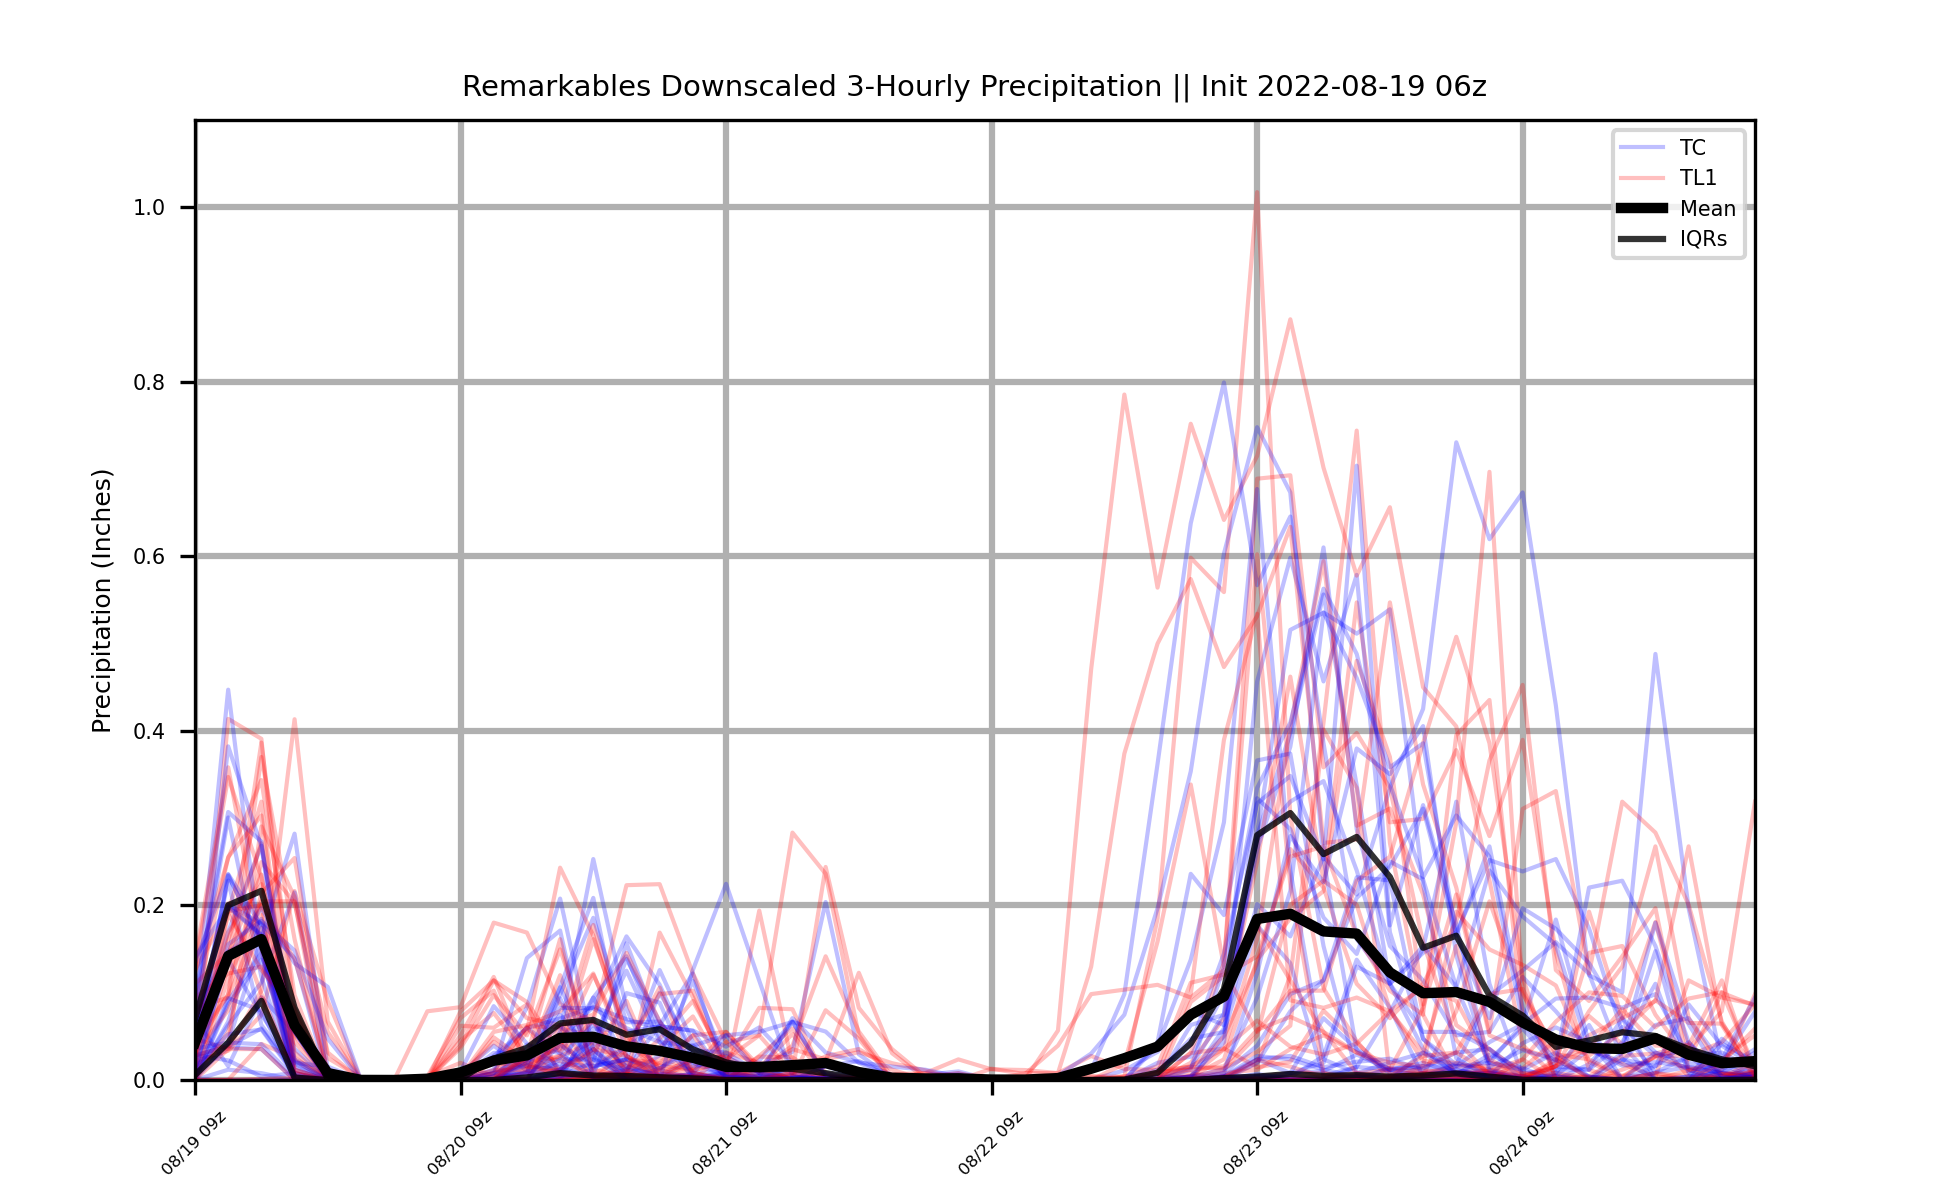 Remarkables Downscaled 3-Hourly Precipitation || Init 2022-08-19 06z
TC
TL1
Mean
IQRs
Precipitation (Inches)
1.0
0.8
0.6
0.4
0.2
0.0
08/19 09z
08/20 09z
08/21 09z
08/22 09z
08/23 09z
08/24 09z